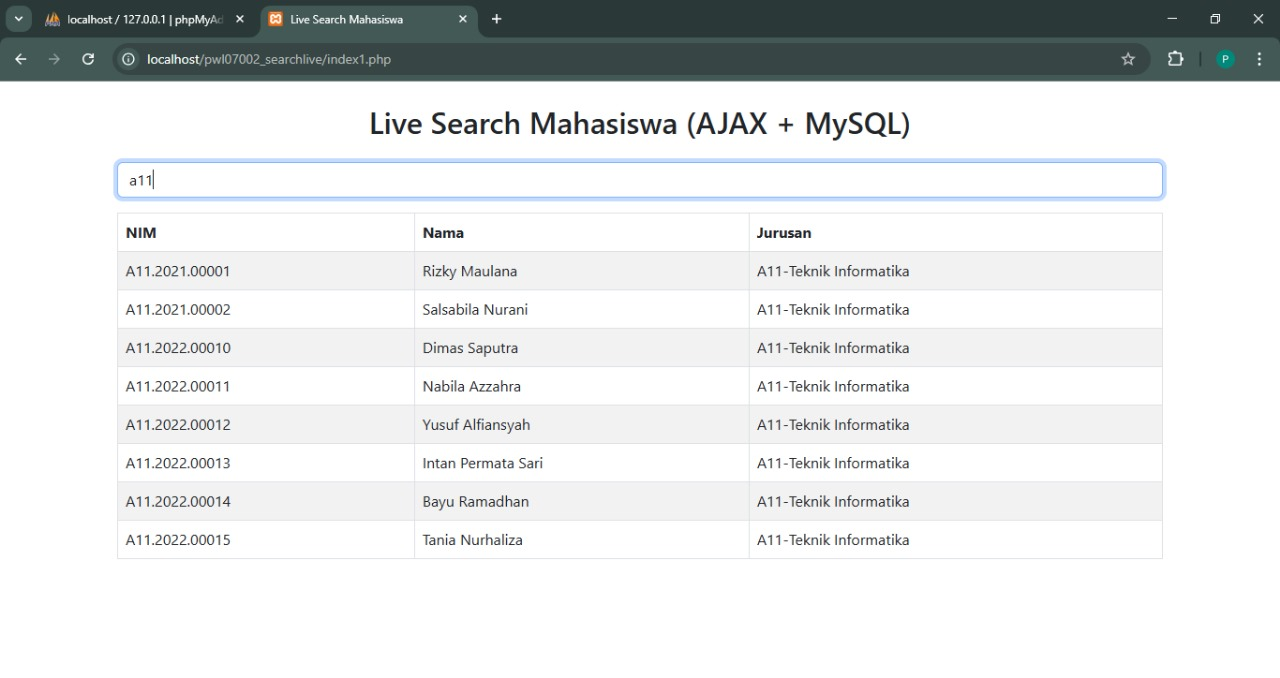 localhost / 127.0.0.1 | phpMyAd
Live Search Mahasiswa
localhost/pwl07002_searchlive/index1.php
P
Live Search Mahasiswa (AJAX + MySQL)
a11
NIM Nama Jurusan
A11.2021.00001 Rizky Maulana A11-Teknik Informatika
A11.2021.00002 Salsabila Nurani A11-Teknik Informatika
A11.2022.00010 Dimas Saputra A11-Teknik Informatika
A11.2022.00011 Nabila Azzahra A11-Teknik Informatika
A11.2022.00012 Yusuf Alfiansyah A11-Teknik Informatika
A11.2022.00013 Intan Permata Sari A11-Teknik Informatika
A11.2022.00014 Bayu Ramadhan A11-Teknik Informatika
A11.2022.00015 Tania Nurhaliza A11-Teknik Informatika